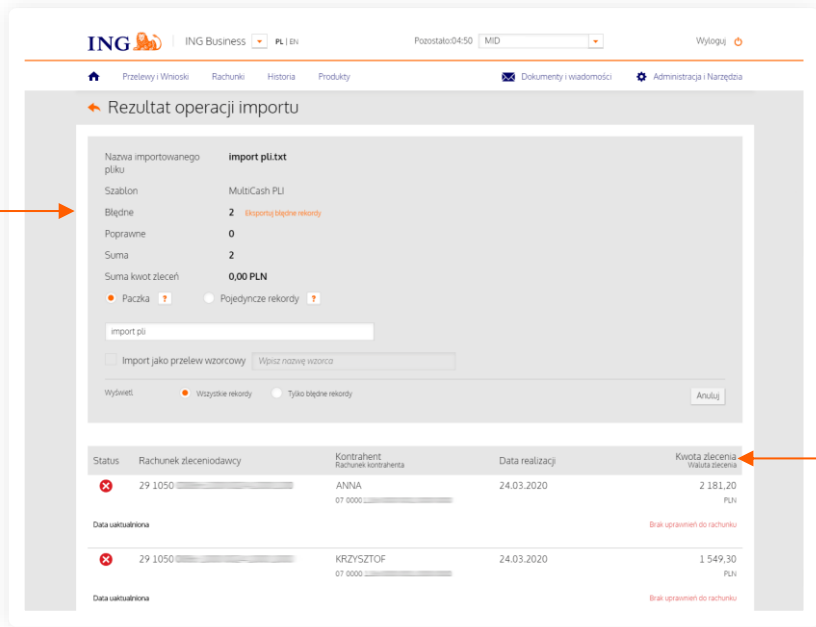 ING ING Business PL | EN Pozostało:04:50 MID Wyloguj
Przelewy i Wnioski Rachunki Historia Produkty Dokumenty i wiadomości Administracja i Narzędzia
Rezultat operacji importu
Nazwa importowanego pliku import pli.txt
Szablon MultiCash PLI
Błędne 2 Eksportuj błędne rekordy
Poprawne 0
Suma 2
Suma kwot zleceń 0,00 PLN
Paczka ? Pojedyncze rekordy ?
import pli
Import jako przelew wzorcowy Wpisz nazwę wzorca
Wyświetl Wszystkie rekordy Tylko błędne rekordy Anuluj
Status Rachunek zleceniodawcy Kontrahent Data realizacji Kwota zlecenia
Rachunek kontrahenta Waluta zlecenia
29 1050 ANNA 24.03.2020 2 181,20
07 0000 PLN
Data uaktualniona Brak uprawnień do rachunku
29 1050 KRZYSZTOF 24.03.2020 1 549,30
07 0000 PLN
Data uaktualniona Brak uprawnień do rachunku